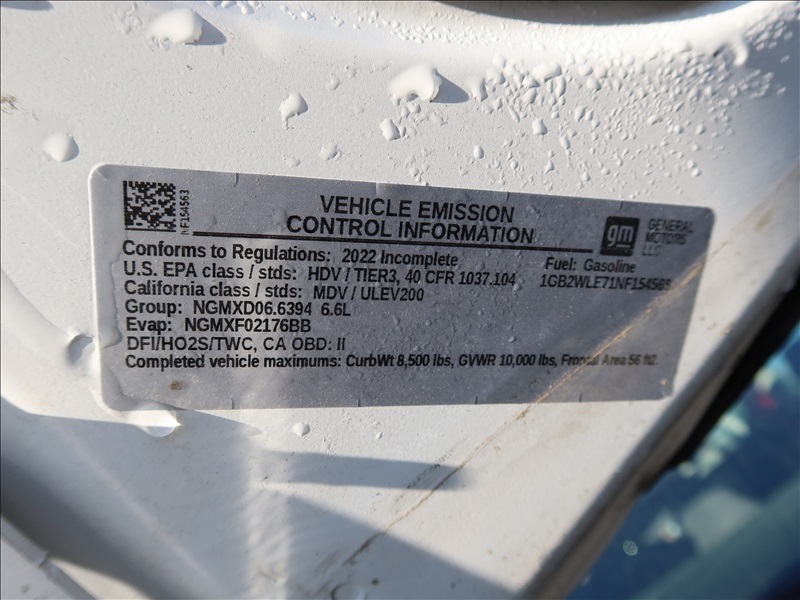 NF154563
VEHICLE EMISSION
CONTROL INFORMATION
gm
GENERAL
MOTORS
LLC
Conforms to Regulations: 2022 Incomplete
Fuel: Gasoline
U.S. EPA class / stds: HDV / TIER3, 40 CFR 1037.104
1GB2WLE71NF154563
California class / stds: MDV / ULEV200
Group: NGMXD06.6394 6.6L
Evap: NGMXF02176BB
DFI/HO2S/TWC, CA OBD: II
Completed vehicle maximums: CurbWt 8,500 lbs, GVWR 10,000 lbs, Frontal Area 56 ft2.